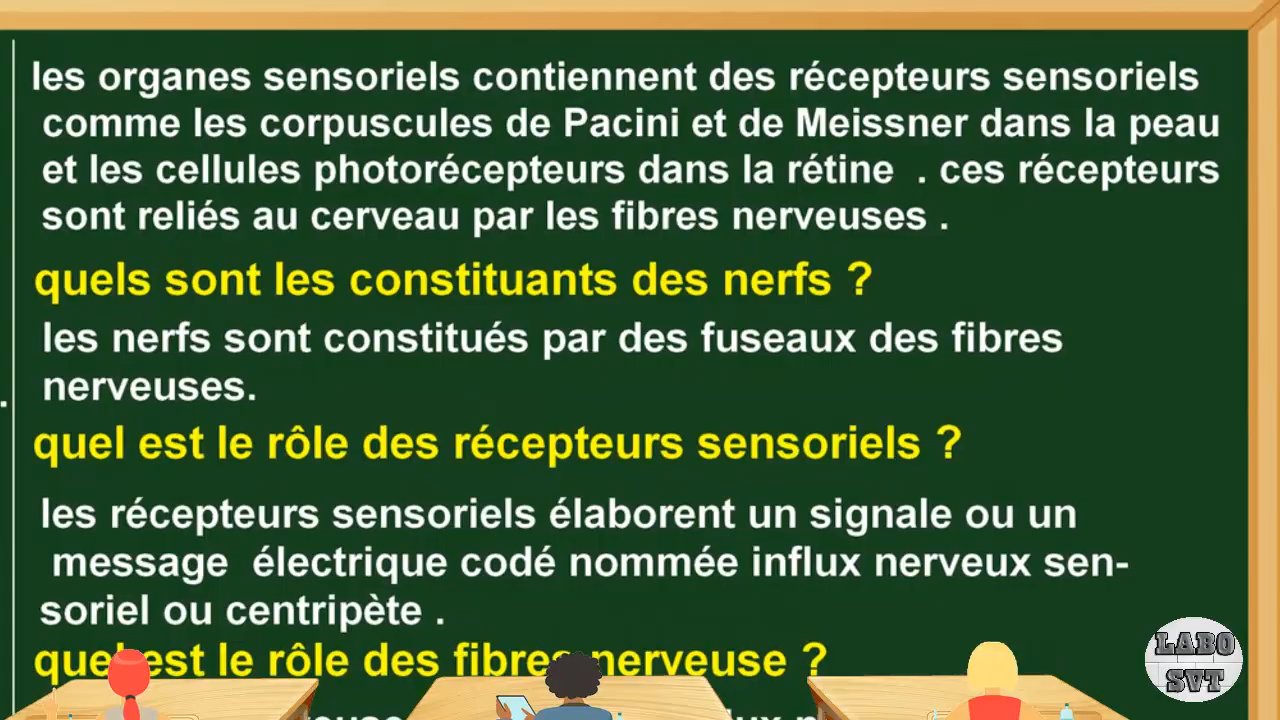 les organes sensoriels contiennent des récepteurs sensoriels
comme les corpuscules de Pacini et de Meissner dans la peau
et les cellules photorécepteurs dans la rétine . ces récepteurs
sont reliés au cerveau par les fibres nerveuses .
quels sont les constituants des nerfs ?
les nerfs sont constitués par des fuseaux des fibres
nerveuses.
quel est le rôle des récepteurs sensoriels ?
les récepteurs sensoriels élaborent un signale ou un
message électrique codé nommée influx nerveux sen-
soriel ou centripète .
quel est le rôle des fibres nerveuse ?
LABO
SVT